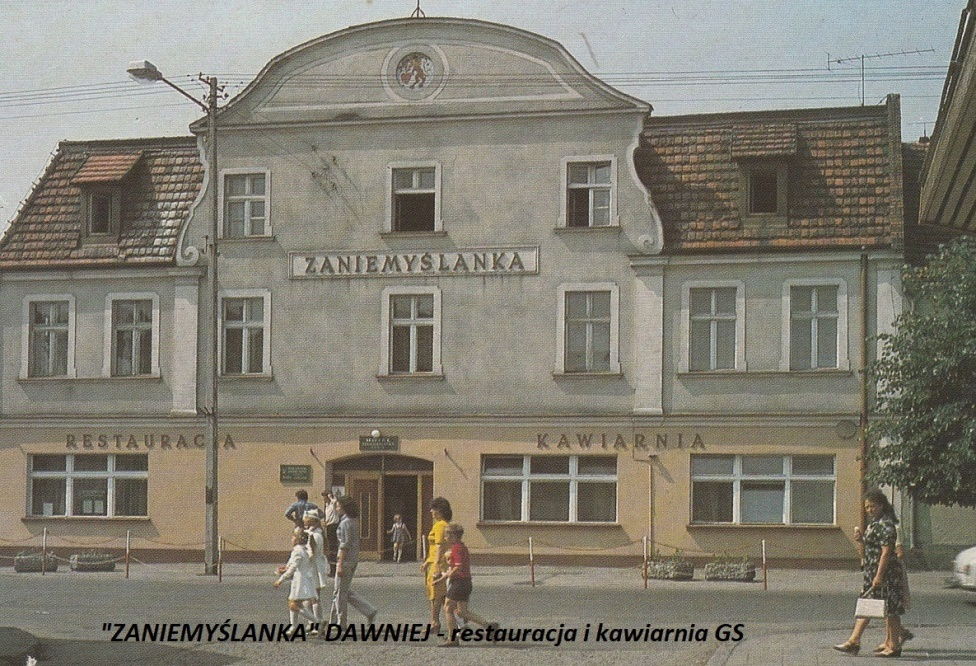 ZANIEMYŚLANKA
RESTAURACJA
KAWIARNIA
"ZANIEMYŚLANKA" DAWNIEJ - restauracja i kawiarnia GS